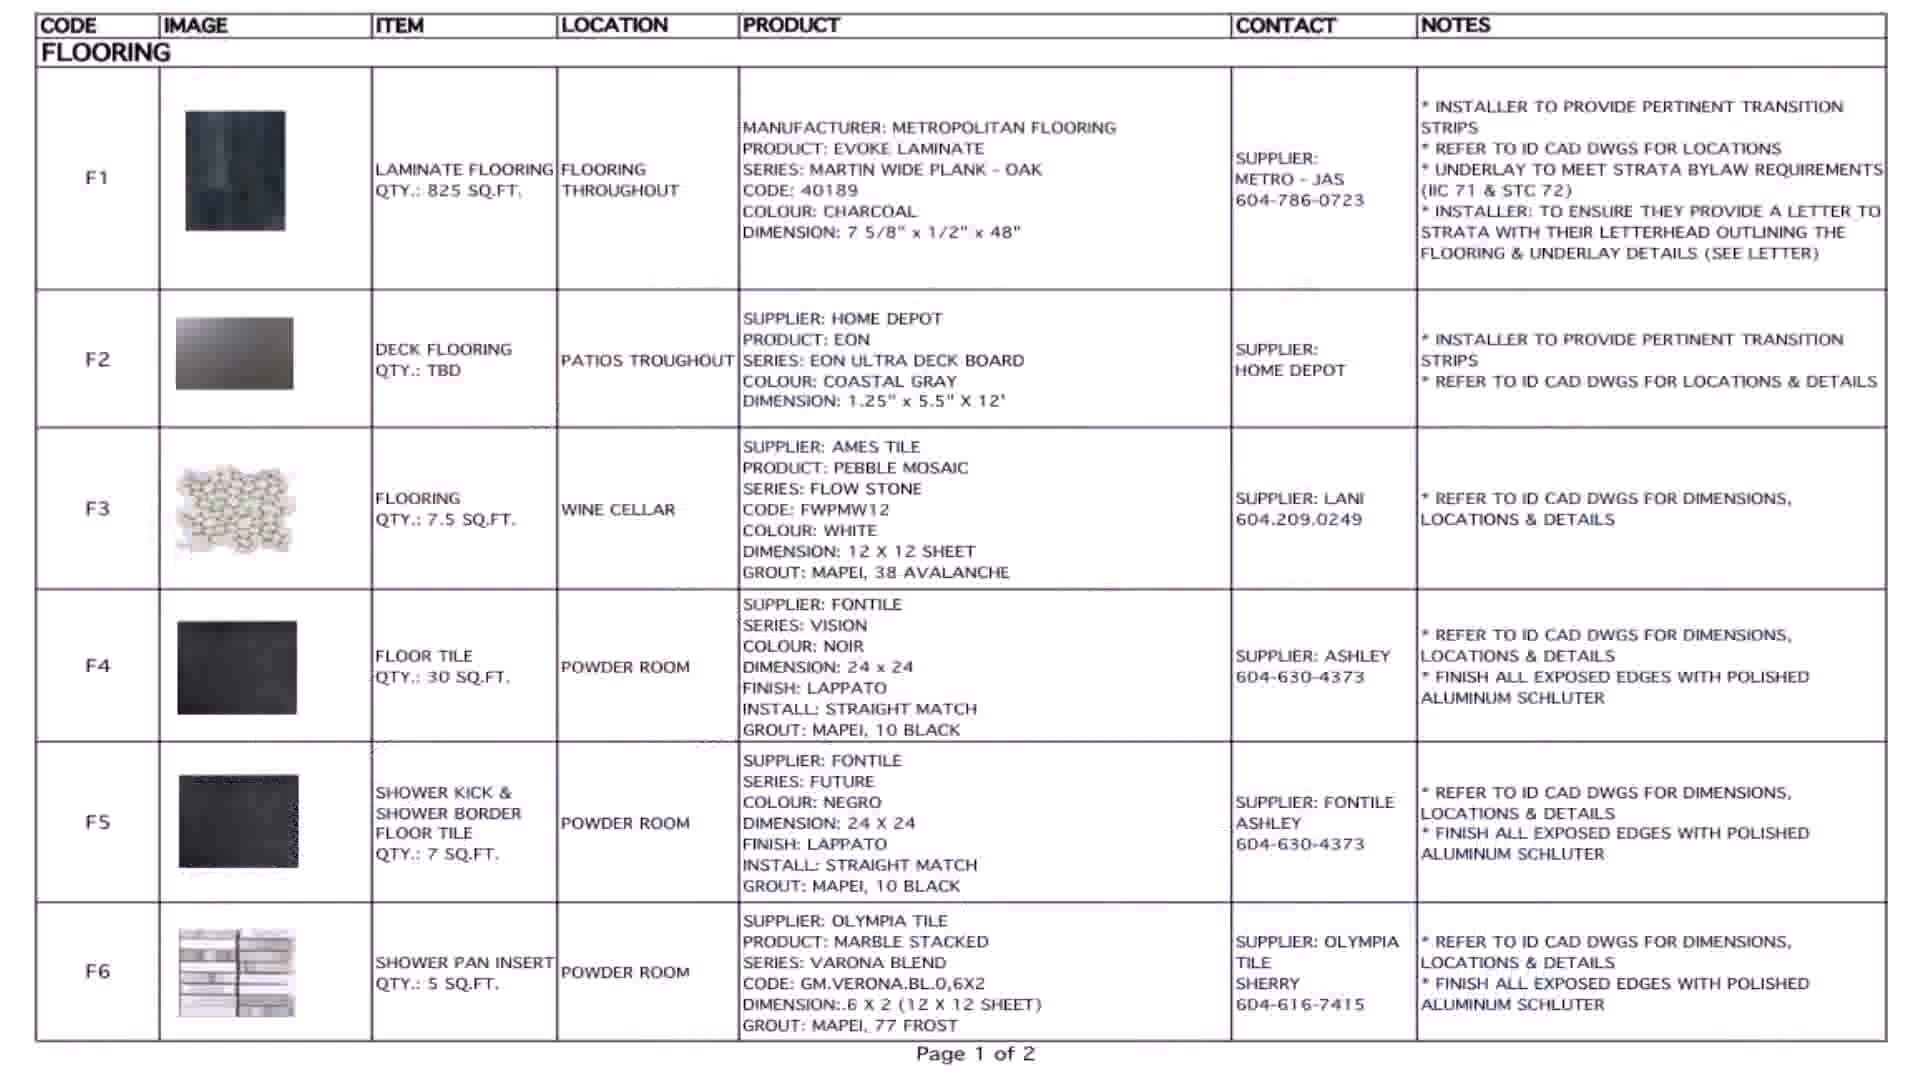 CODE IMAGE ITEM LOCATION PRODUCT CONTACT NOTES
FLOORING
F1
LAMINATE FLOORING
QTY.: 825 SQ.FT.
FLOORING
THROUGHOUT
MANUFACTURER: METROPOLITAN FLOORING
PRODUCT: EVOKE LAMINATE
SERIES: MARTIN WIDE PLANK - OAK
CODE: 40189
COLOUR: CHARCOAL
DIMENSION: 7 5/8" x 1/2" x 48"
SUPPLIER:
METRO - JAS
604-786-0723
* INSTALLER TO PROVIDE PERTINENT TRANSITION
STRIPS
* REFER TO ID CAD DWGS FOR LOCATIONS
* UNDERLAY TO MEET STRATA BYLAW REQUIREMENTS
(IIC 71 & STC 72)
* INSTALLER: TO ENSURE THEY PROVIDE A LETTER TO
STRATA WITH THEIR LETTERHEAD OUTLINING THE
FLOORING & UNDERLAY DETAILS (SEE LETTER)
F2
DECK FLOORING
QTY.: TBD
PATIOS TROUGHOUT
SUPPLIER: HOME DEPOT
PRODUCT: EON
SERIES: EON ULTRA DECK BOARD
COLOUR: COASTAL GRAY
DIMENSION: 1.25" x 5.5" X 12'
SUPPLIER:
HOME DEPOT
* INSTALLER TO PROVIDE PERTINENT TRANSITION
STRIPS
* REFER TO ID CAD DWGS FOR LOCATIONS & DETAILS
F3
FLOORING
QTY.: 7.5 SQ.FT.
WINE CELLAR
SUPPLIER: AMES TILE
PRODUCT: PEBBLE MOSAIC
SERIES: FLOW STONE
CODE: FWPMW12
COLOUR: WHITE
DIMENSION: 12 X 12 SHEET
GROUT: MAPEI, 38 AVALANCHE
SUPPLIER: LANI
604.209.0249
* REFER TO ID CAD DWGS FOR DIMENSIONS,
LOCATIONS & DETAILS
F4
FLOOR TILE
QTY.: 30 SQ.FT.
POWDER ROOM
SUPPLIER: FONTILE
SERIES: VISION
COLOUR: NOIR
DIMENSION: 24 x 24
FINISH: LAPPATO
INSTALL: STRAIGHT MATCH
GROUT: MAPEI, 10 BLACK
SUPPLIER: ASHLEY
604-630-4373
* REFER TO ID CAD DWGS FOR DIMENSIONS,
LOCATIONS & DETAILS
* FINISH ALL EXPOSED EDGES WITH POLISHED
ALUMINUM SCHLUTER
F5
SHOWER KICK &
SHOWER BORDER
FLOOR TILE
QTY.: 7 SQ.FT.
POWDER ROOM
SUPPLIER: FONTILE
SERIES: FUTURE
COLOUR: NEGRO
DIMENSION: 24 X 24
FINISH: LAPPATO
INSTALL: STRAIGHT MATCH
GROUT: MAPEI, 10 BLACK
SUPPLIER: FONTILE
ASHLEY
604-630-4373
* REFER TO ID CAD DWGS FOR DIMENSIONS,
LOCATIONS & DETAILS
* FINISH ALL EXPOSED EDGES WITH POLISHED
ALUMINUM SCHLUTER
F6
SHOWER PAN INSERT
QTY.: 5 SQ.FT.
POWDER ROOM
SUPPLIER: OLYMPIA TILE
PRODUCT: MARBLE STACKED
SERIES: VARONA BLEND
CODE: GM.VERONA.BL.0,6X2
DIMENSION:.6 X 2 (12 X 12 SHEET)
GROUT: MAPEI, 77 FROST
SUPPLIER: OLYMPIA
TILE
SHERRY
604-616-7415
* REFER TO ID CAD DWGS FOR DIMENSIONS,
LOCATIONS & DETAILS
* FINISH ALL EXPOSED EDGES WITH POLISHED
ALUMINUM SCHLUTER
Page 1 of 2